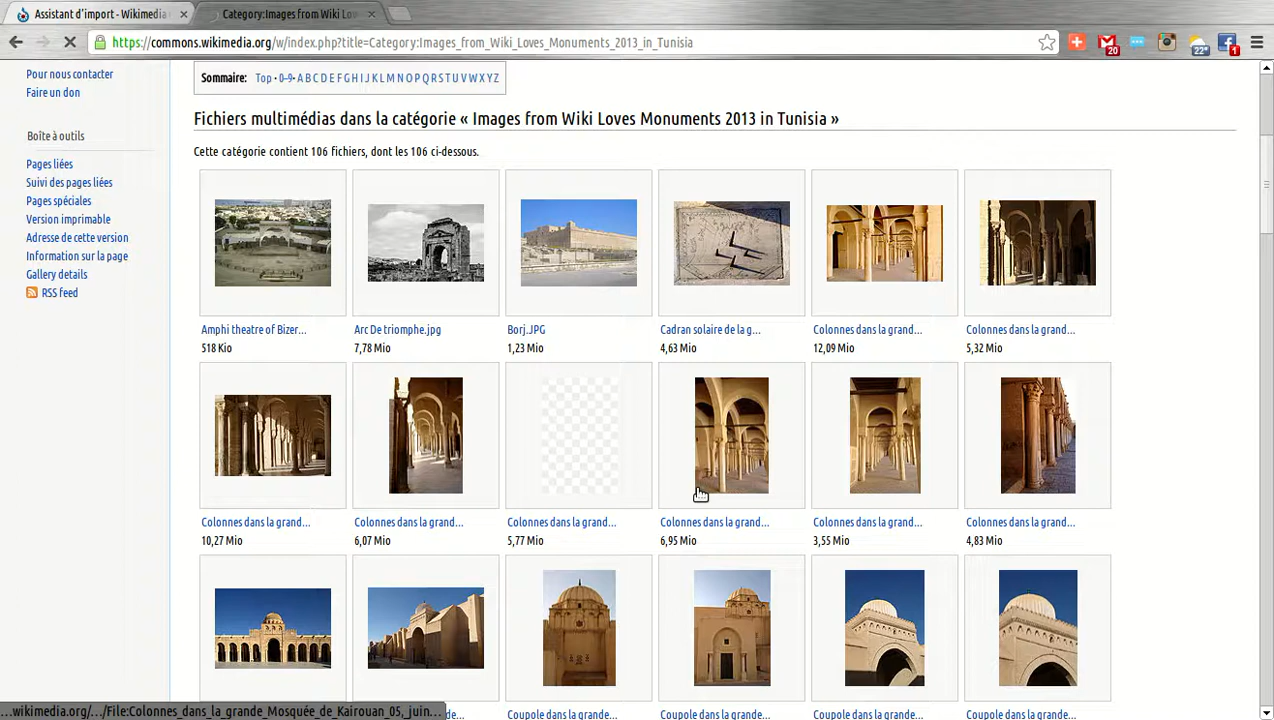 Assistant d'import - Wikimedia
Category:Images from Wiki Lov
https://commons.wikimedia.org/w/index.php?title=Category:Images_from_Wiki_Loves_Monuments_2013_in_Tunisia
20
22°
1
Pour nous contacter
Faire un don
Boîte à outils
Pages liées
Suivi des pages liées
Pages spéciales
Version imprimable
Adresse de cette version
Information sur la page
Gallery details
RSS feed
Sommaire: Top • 0–9 • A B C D E F G H I J K L M N O P Q R S T U V W X Y Z
Fichiers multimédias dans la catégorie « Images from Wiki Loves Monuments 2013 in Tunisia »
Cette catégorie contient 106 fichiers, dont les 106 ci-dessous.
Amphi theatre of Bizer... Arc De triomphe.jpg Borj.JPG Cadran solaire de la g... Colonnes dans la grand... Colonnes dans la grand...
518 Kio 7,78 Mio 1,23 Mio 4,63 Mio 12,09 Mio 5,32 Mio
Colonnes dans la grand... Colonnes dans la grand... Colonnes dans la grand... Colonnes dans la grand... Colonnes dans la grand... Colonnes dans la grand...
10,27 Mio 6,07 Mio 5,77 Mio 6,95 Mio 3,55 Mio 4,83 Mio
Coupole dans la grande... Coupole dans la grande... Coupole dans la grande... Coupole dans la grande...
...wikimedia.org/.../File:Colonnes_dans_la_grande_Mosquée_de_Kairouan_05,_juin...